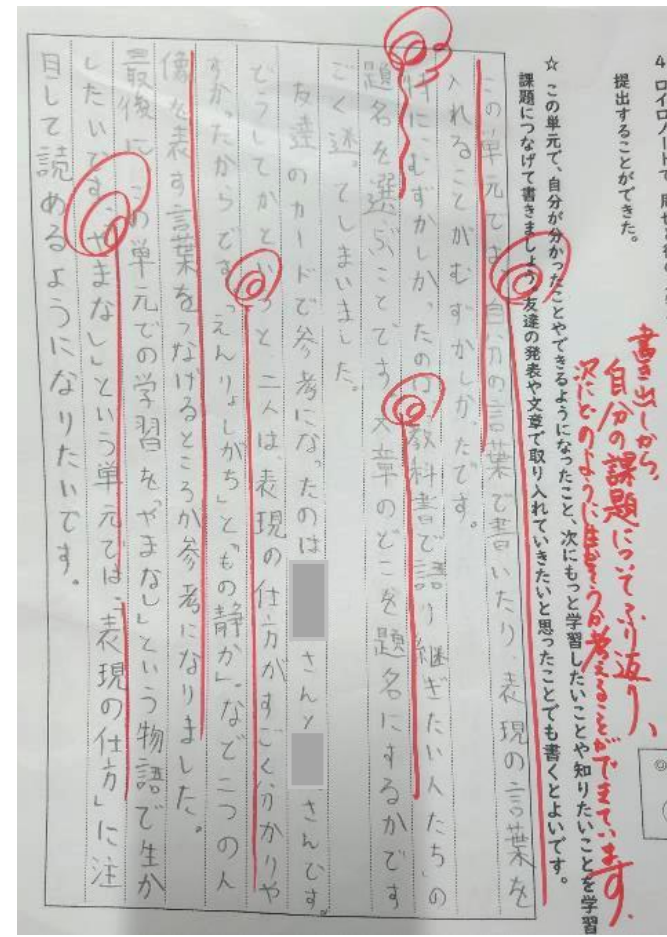 4 ロイロノートで、
提出することができた。
☆ この単元で、自分が分かったことやできるようになったこと、次にもっと学習したいことや知りたいことを学習
課題につなげて書きましょう。友達の発表や文章で取り入れていきたいと思ったことでも書くとよいです。
書き出しから、
自分の課題についてふり返り、
次にどのように生かそうか考えることができています。
この単元では、自分の言葉で書いたり、表現の言葉を
入れることがむずかしかったです。
特に、むずかしかったのは、教科書で語り継ぎたい人たちの
題名を選ぶことです。文章のどこを題名にするかです
ごく迷ってしまいました。
友達のカードで参考になったのは
さんと
さんです。
どうしてかというと、二人は、表現の仕方がすごく分かりや
すかったからです。「えんりょしがち」と「もの静か」など二つの人
像を表す言葉をつなげるところが参考になりました。
最後に、この単元での学習を「やまなし」という物語で生か
したいです。「やまなし」という単元では、「表現の仕方」に注
目して読めるようになりたいです。